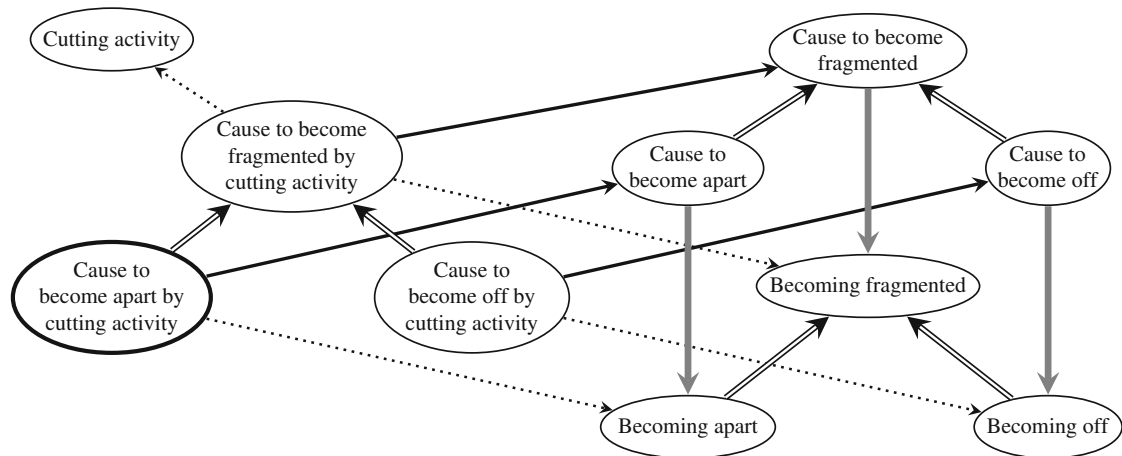 Cutting activity
Cause to become
fragmented
Cause to become
fragmented by
cutting activity
Cause to
become apart
Cause to
become off
Cause to
become apart by
cutting activity
Cause to
become off by
cutting activity
Becoming fragmented
Becoming apart
Becoming off